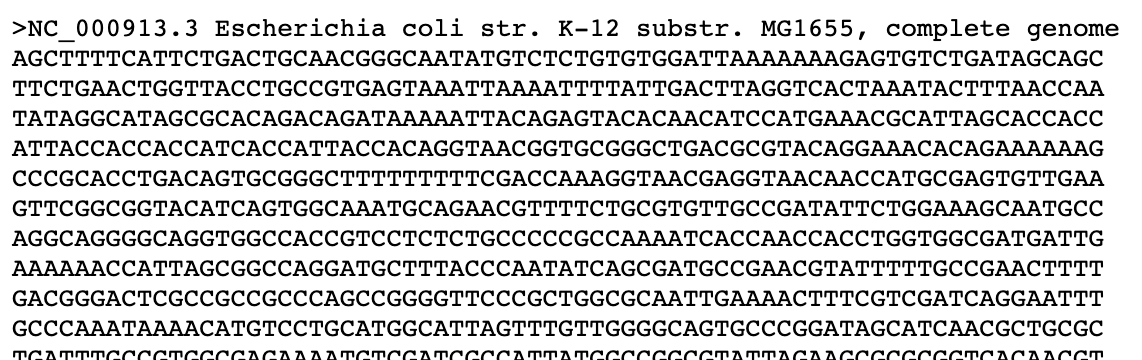 >NC_000913.3 Escherichia coli str. K-12 substr. MG1655, complete genome
AGCTTTTCATTCTGACTGCAACGGGCAATATGTCTCTGTGTGGATTAAAAAAAGAGTGTCTGATAGCAGC
TTCTGAACTGGTTACCTGCCGTGAGTAAATTAAAATTTTATTGACTTAGGTCACTAAATACTTTAACCAA
TATAGGCATAGCGCACAGACAGATAAAAATTACAGAGTACACAACATCCATGAAACGCATTAGCACCACC
ATTACCACCACCATCACCATTACCACAGGTAACGGTGCGGGCTGACGCGTACAGGAAACACAGAAAAAAG
CCCGCACCTGACAGTGCGGGCTTTTTTTTTCGACCAAAGGTAACGAGGTAACAACCATGCGAGTGTTGAA
GTTCGGCGGTACATCAGTGGCAAATGCAGAACGTTTTCTGCGTGTTGCCGATATTCTGGAAAGCAATGCC
AGGCAGGGGCAGGTGGCCACCGTCCTCTCTGCCCCCGCCAAAATCACCAACCACCTGGTGGCGATGATTG
AAAAAACCATTAGCGGCCAGGATGCTTTACCCAATATCAGCGATGCCGAACGTATTTTTGCCGAACTTTT
GACGGGACTCGCCGCCGCCCAGCCGGGGTTCCCGCTGGCGCAATTGAAAACTTTCGTCGATCAGGAATTT
GCCCAAATAAAACATGTCCTGCATGGCATTAGTTTGTTGGGGCAGTGCCCGGATAGCATCAACGCTGCGC
TGATTTGCCGTGGCGAGAAAATGTCGATCGCCATTATGGCCGGCGTATTAGAAGCGCGCGGTCACAACGT